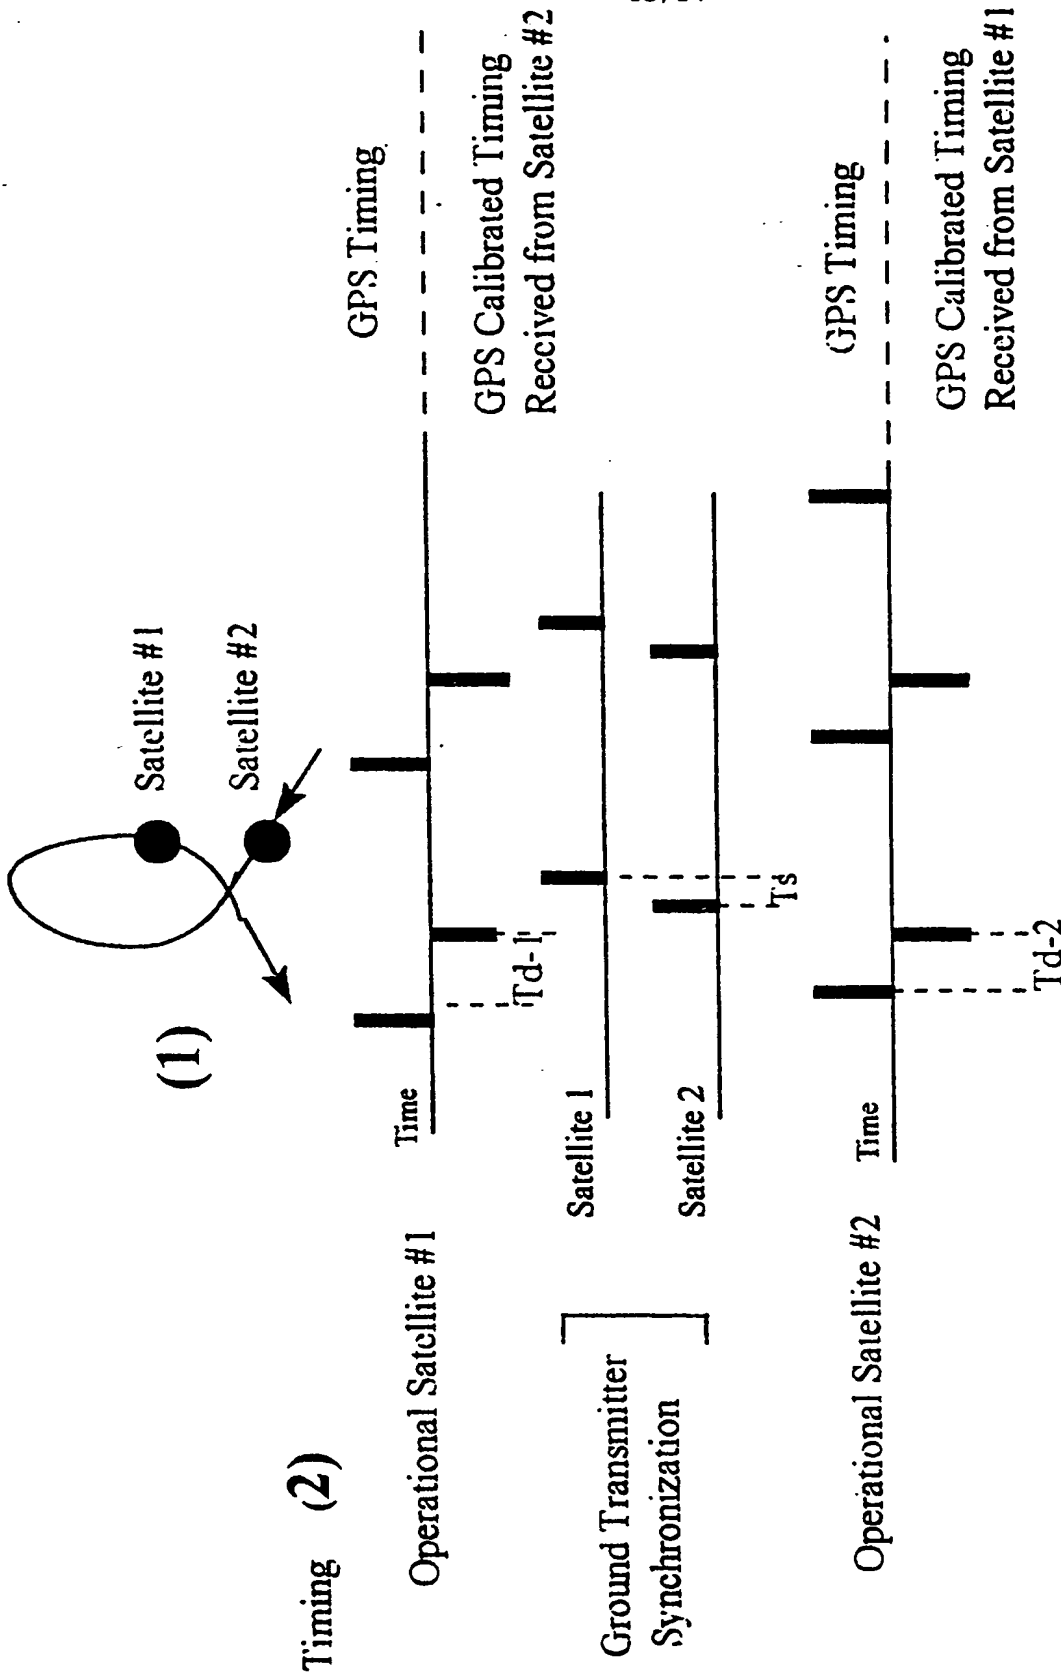 (1)
Satellite #1
Satellite #2
Timing (2)
Operational Satellite #1
Time
GPS Timing
Td-1
GPS Calibrated Timing
Received from Satellite #2
Ground Transmitter
Synchronization
Satellite 1
Satellite 2
Ts
Operational Satellite #2
Time
GPS Timing
Td-2
GPS Calibrated Timing
Received from Satellite #1